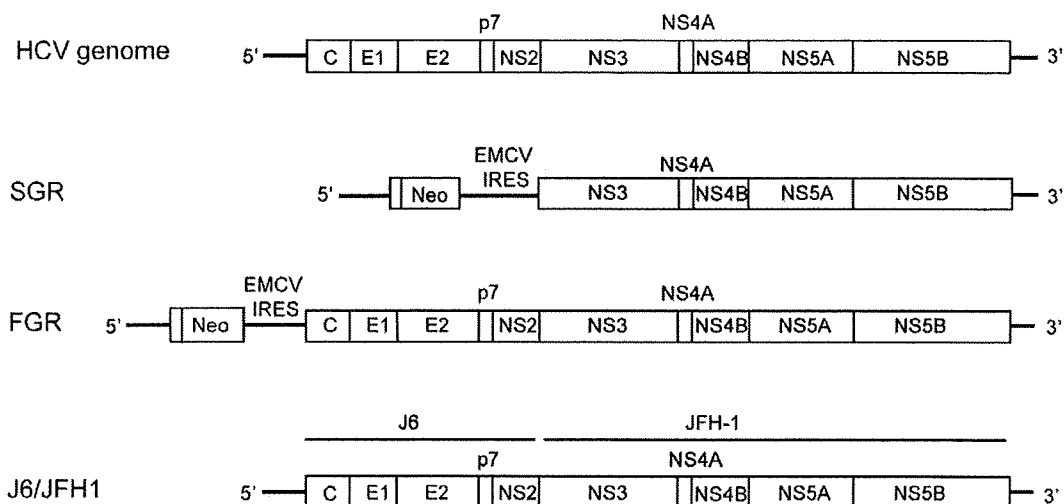 p7 NS4A
HCV genome 5' C E1 E2 NS2 NS3 NS4B NS5A NS5B 3'
EMCV NS4A
IRES
SGR 5' Neo NS3 NS4B NS5A NS5B 3'
EMCV p7 NS4A
IRES
FGR 5' Neo C E1 E2 NS2 NS3 NS4B NS5A NS5B 3'
J6 JFH-1
p7 NS4A
J6/JFH1 5' C E1 E2 NS2 NS3 NS4B NS5A NS5B 3'